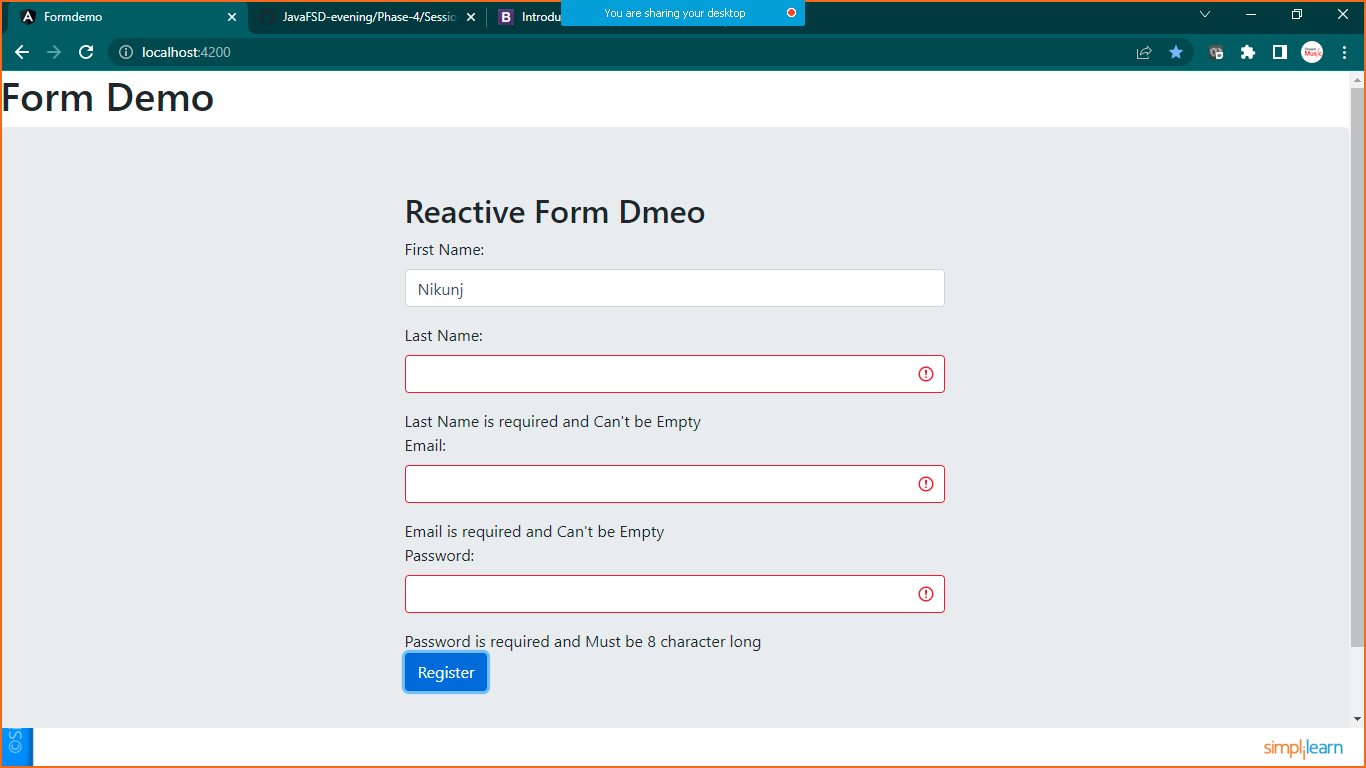 Formdemo
JavaFSD-evening/Phase-4/Sessio
Introdu
You are sharing your desktop
localhost:4200
Form Demo
Reactive Form Dmeo
First Name:
Nikunj
Last Name:
Last Name is required and Can't be Empty
Email:
Email is required and Can't be Empty
Password:
Password is required and Must be 8 character long
Register
simplilearn